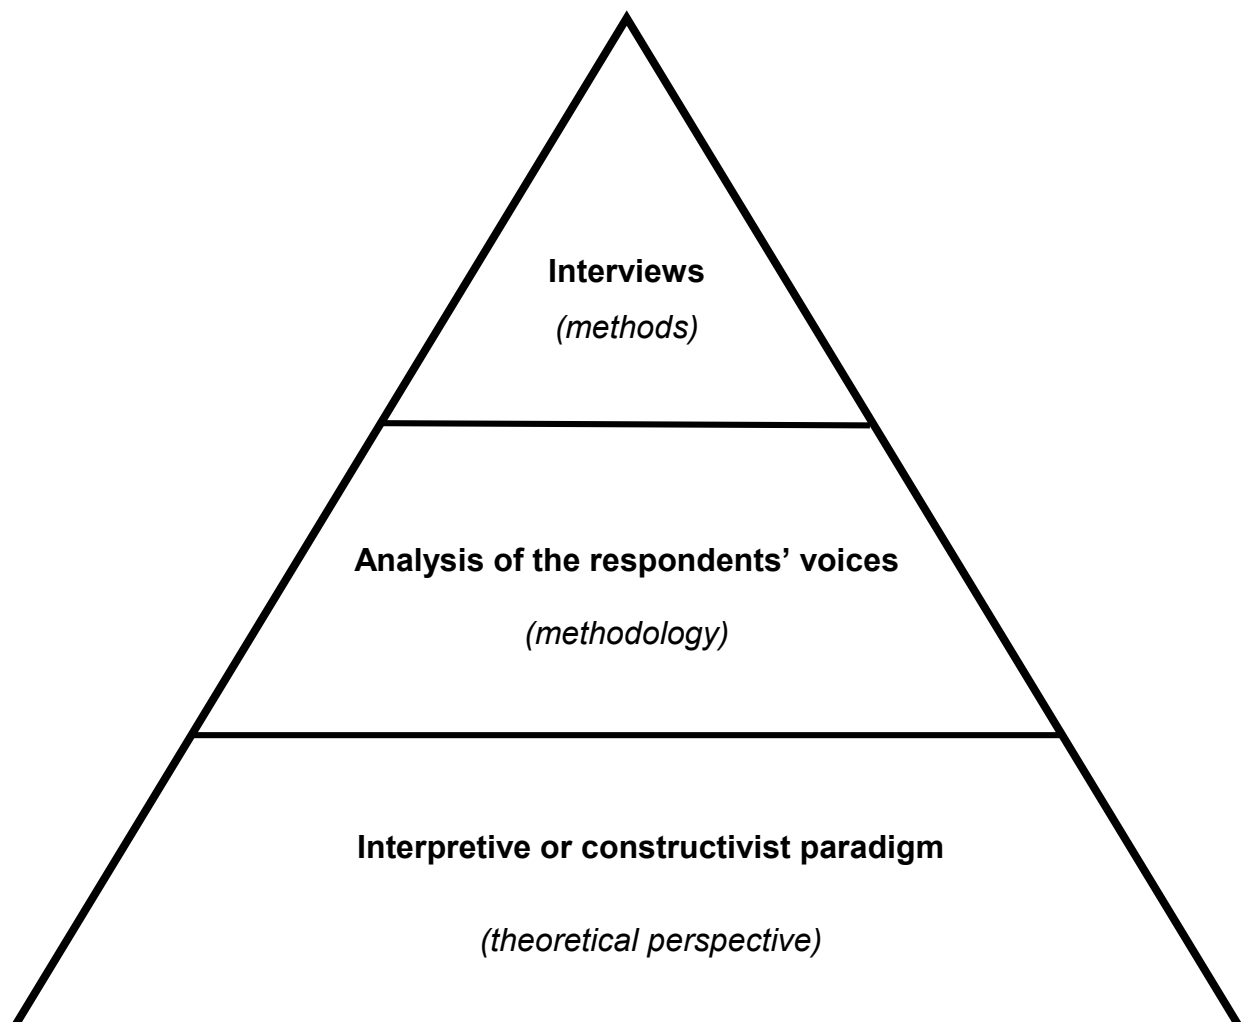 Interviews
(methods)
Analysis of the respondents’ voices
(methodology)
Interpretive or constructivist paradigm
(theoretical perspective)